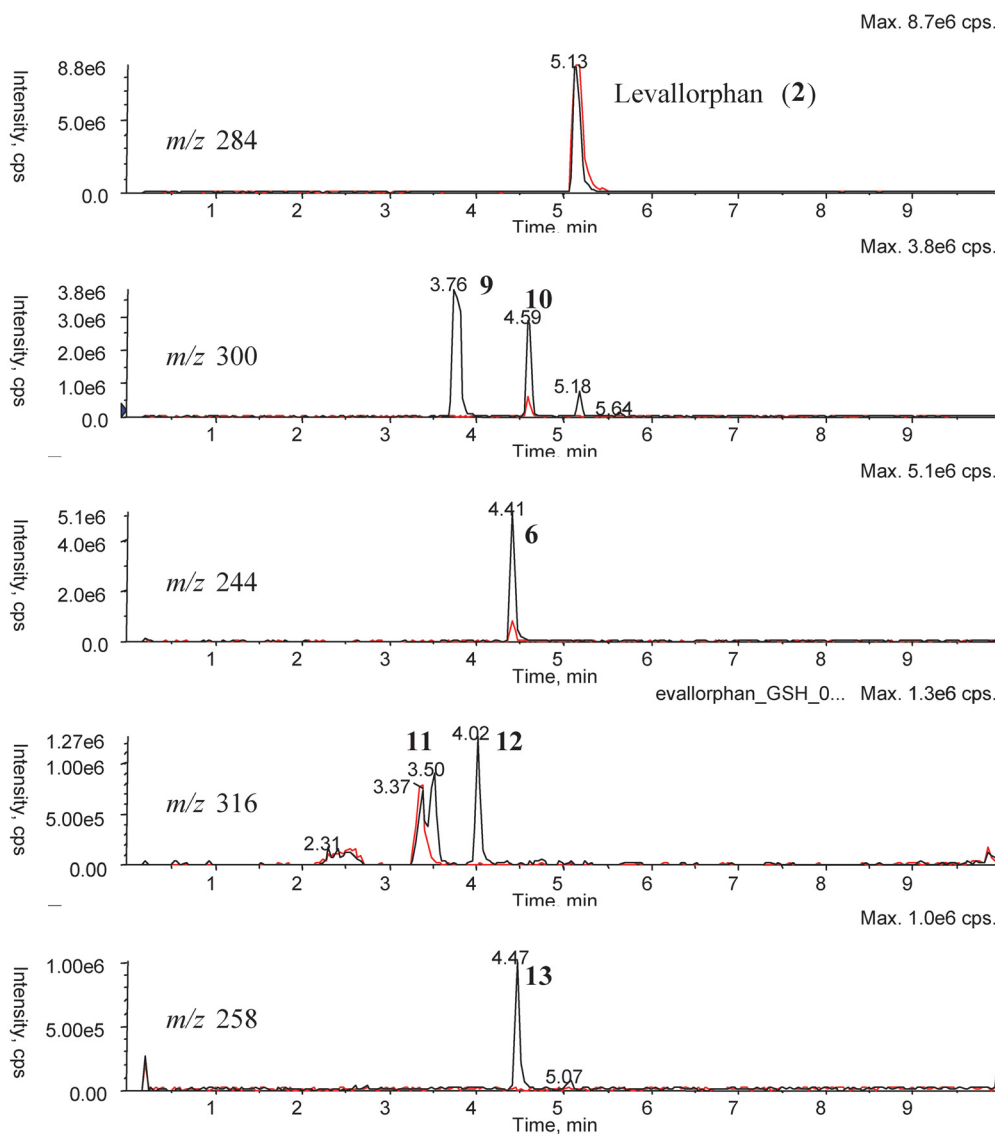 Max. 8.7e6 cps.
Intensity, cps
8.8e6
5.0e6
0.0
m/z 284
5.13
Levallorphan (2)
1 2 3 4 5 6 7 8 9
Time, min
Max. 3.8e6 cps.
Intensity, cps
3.8e6
3.0e6
2.0e6
1.0e6
0.0
m/z 300
3.76 9
10
4.59
5.18
5.64
1 2 3 4 5 6 7 8 9
Time, min
Max. 5.1e6 cps.
Intensity, cps
5.1e6
4.0e6
2.0e6
0.0
m/z 244
4.41
6
1 2 3 4 5 6 7 8 9
Time, min
evallorphan_GSH_0... Max. 1.3e6 cps.
Intensity, cps
1.27e6
1.00e6
5.00e5
0.00
m/z 316
2.31
11
3.37
3.50
4.02 12
1 2 3 4 5 6 7 8 9
Time, min
Max. 1.0e6 cps.
Intensity, cps
1.00e6
5.00e5
0.00
m/z 258
4.47
13
5.07
1 2 3 4 5 6 7 8 9
Time, min